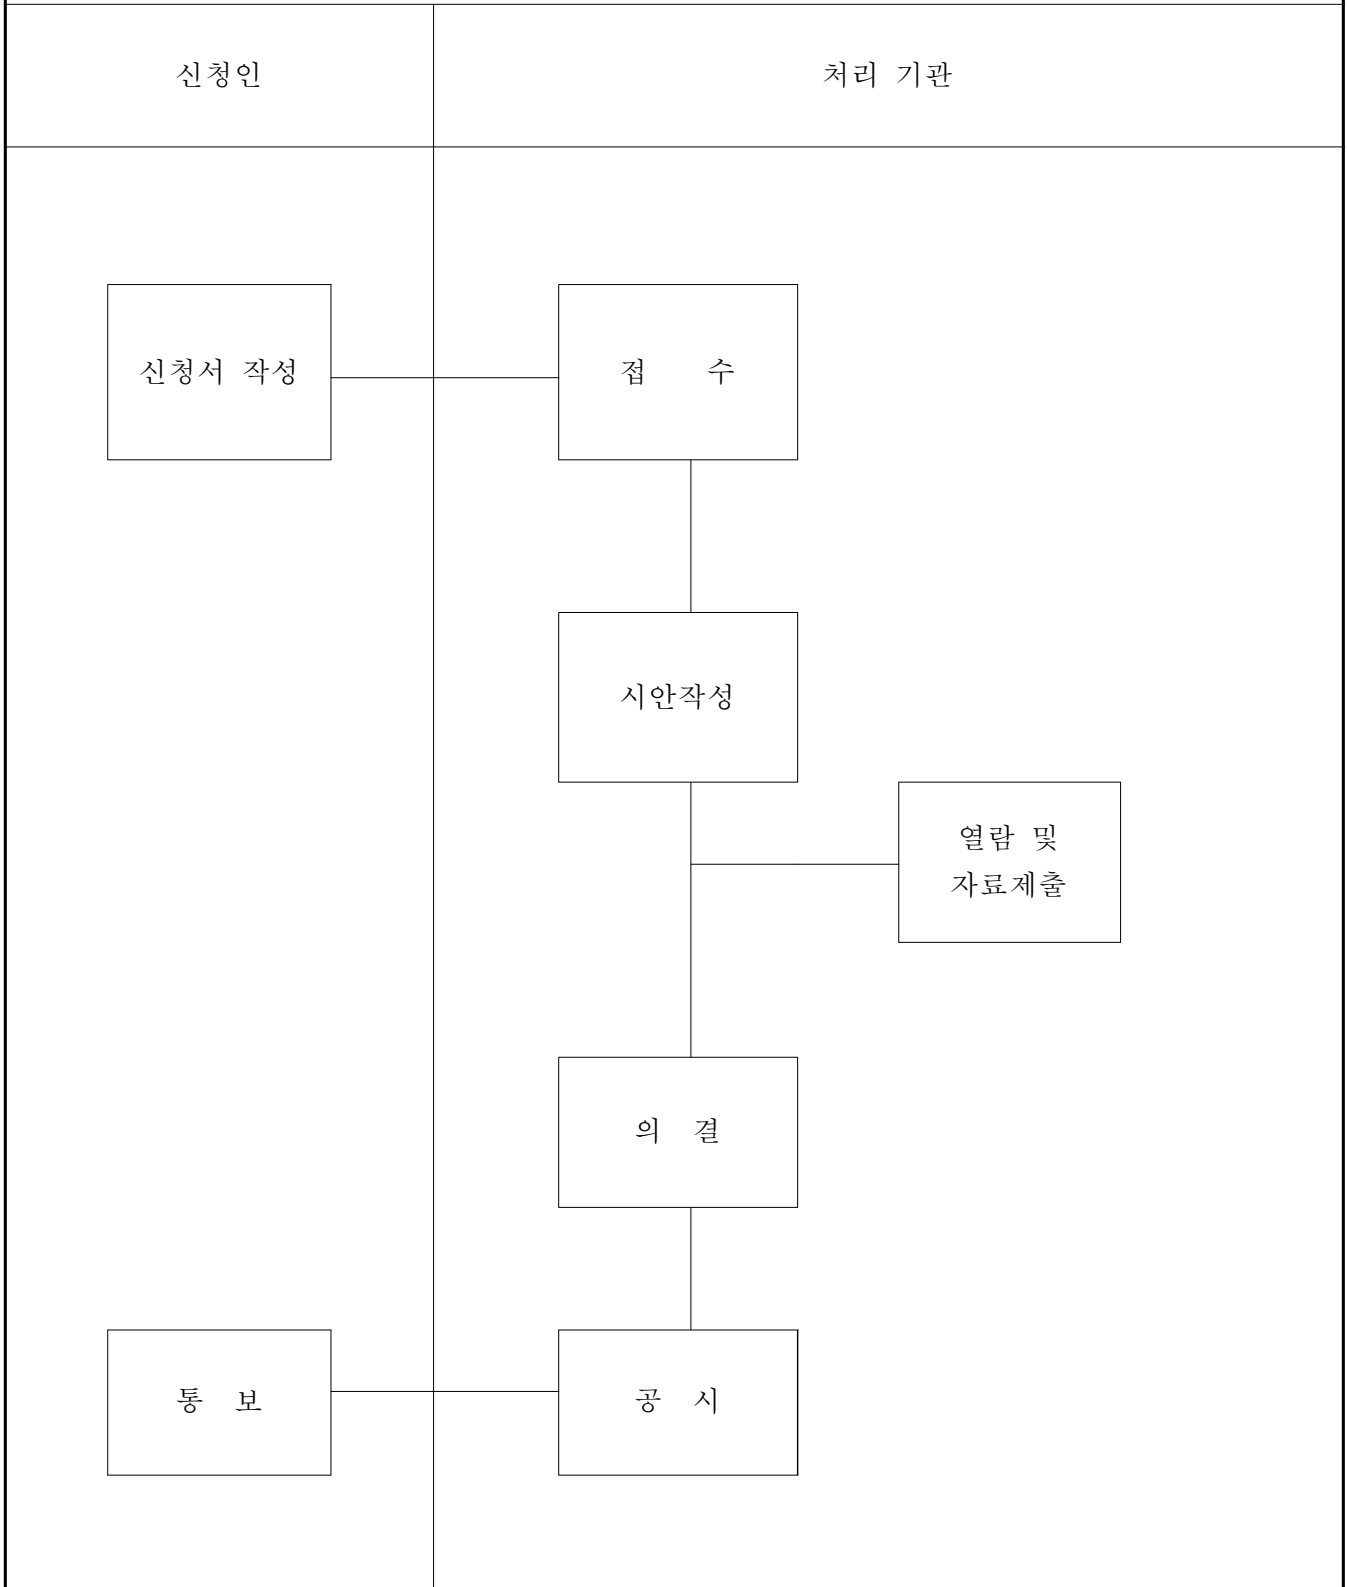 신청인
처리 기관
신청서 작성
접 수
시안작성
열람 및
자료제출
의 결
통 보
공 시